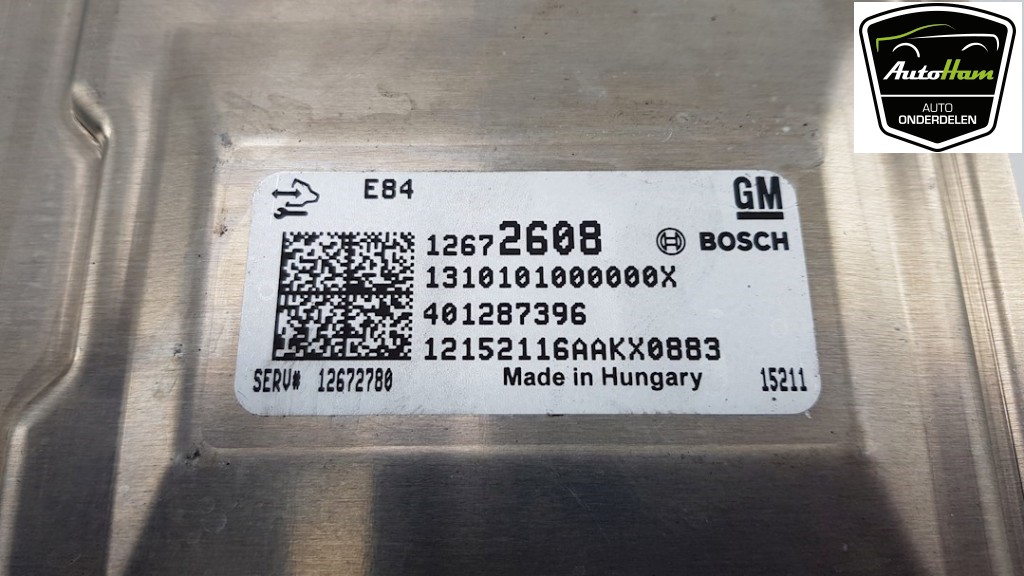 AutoHam
AUTO
ONDERDELEN
E84
GM
12672608
BOSCH
1310101000000X
401287396
12152116AAKX0883
SERV# 12672780
Made in Hungary
15211